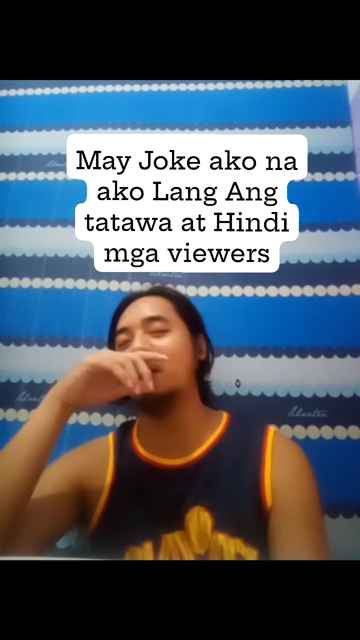 May Joke ako na
ako Lang Ang
tatawa at Hindi
mga viewers